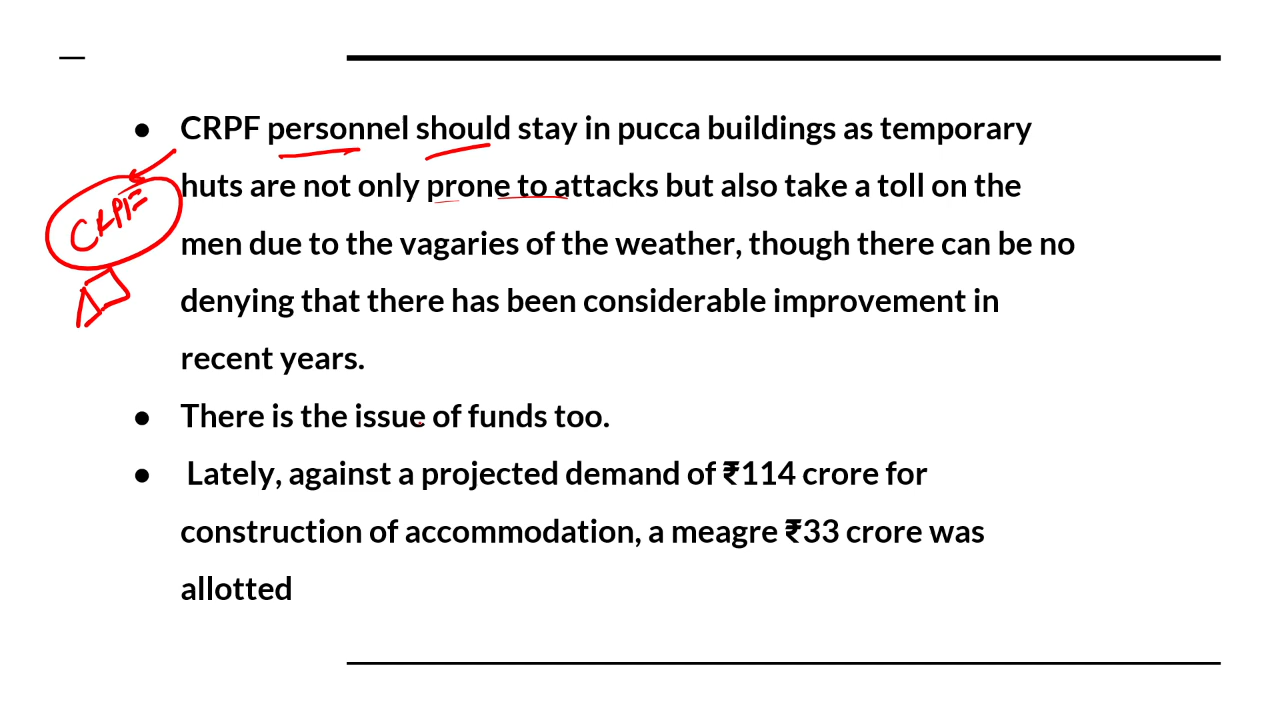 ● CRPF personnel should stay in pucca buildings as temporary
huts are not only prone to attacks but also take a toll on the
CRPF
men due to the vagaries of the weather, though there can be no
denying that there has been considerable improvement in
recent years.
● There is the issue of funds too.
● Lately, against a projected demand of ₹114 crore for
construction of accommodation, a meagre ₹33 crore was
allotted